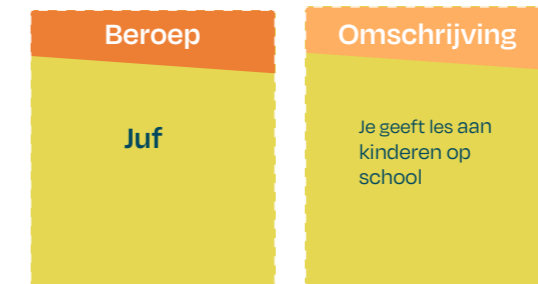 Beroep
Juf
Omschrijving
Je geeft les aan
kinderen op
school